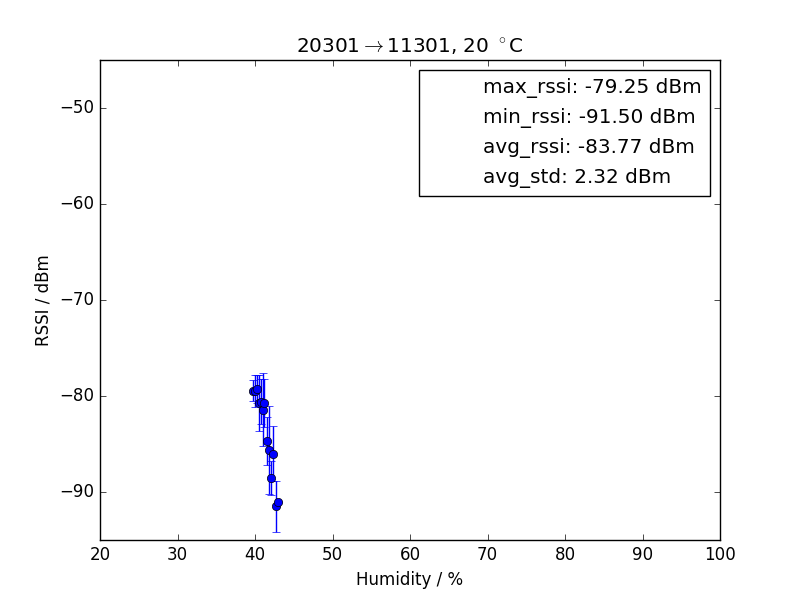 20301→11301, 20 °C
max_rssi: -79.25 dBm
min_rssi: -91.50 dBm
avg_rssi: -83.77 dBm
avg_std: 2.32 dBm
−50
−60
−70
−80
−90
RSSI / dBm
20 30 40 50 60 70 80 90 100
Humidity / %